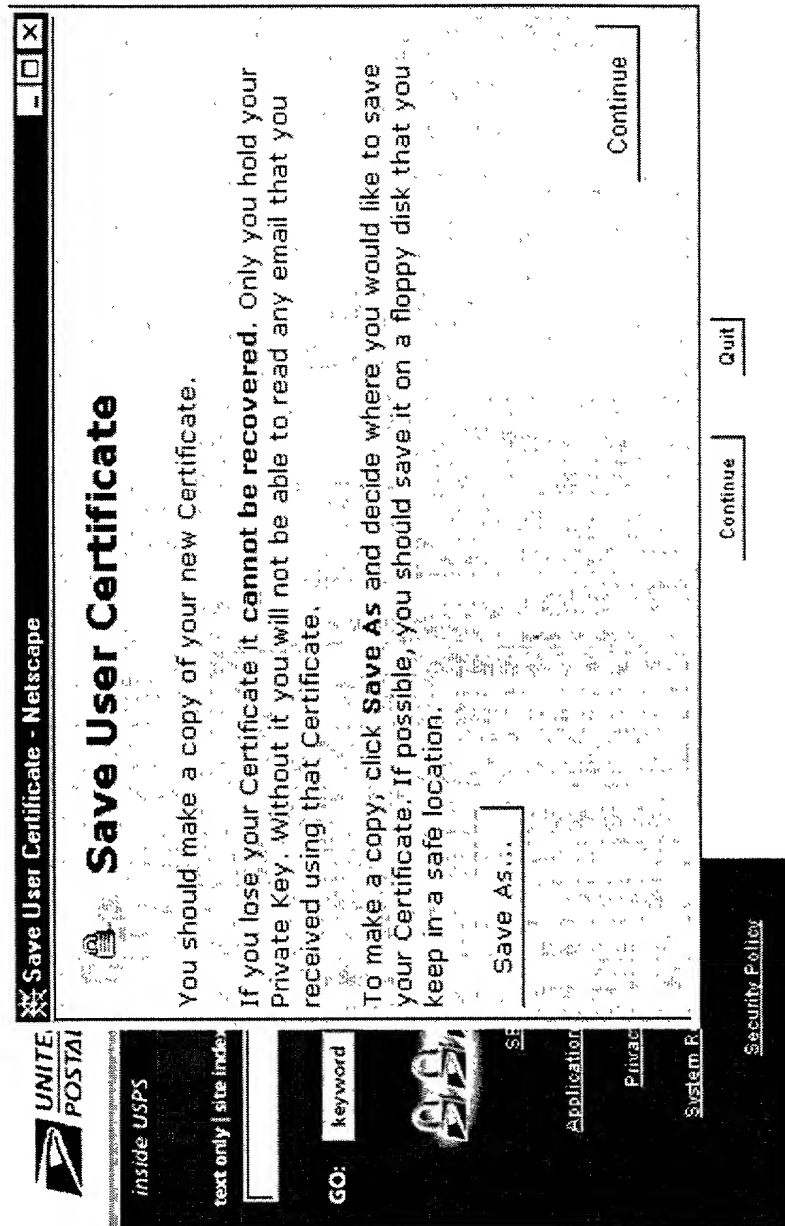 Save User Certificate - Netscape
Save User Certificate
You should make a copy of your new Certificate.
If you lose your Certificate it cannot be recovered. Only you hold your
Private Key. Without it you will not be able to read any email that you
received using that Certificate.
To make a copy, click Save As and decide where you would like to save
your Certificate. If possible, you should save it on a floppy disk that you
keep in a safe location.
Save As...
Continue
UNITE
POSTAL
inside USPS
text only | site index
GO:
keyword
Application
Privac
System R
Security Policy
Continue
Quit